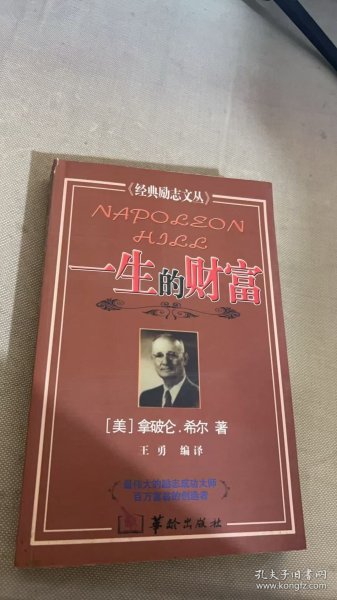 《经典励志文丛》
NAPOLEON
HILL
一生的财富
[美]拿破仑.希尔 著
王勇 编译
最伟大的励志成功大师
百万富翁的创造者
华龄出版社
孔夫子旧书网